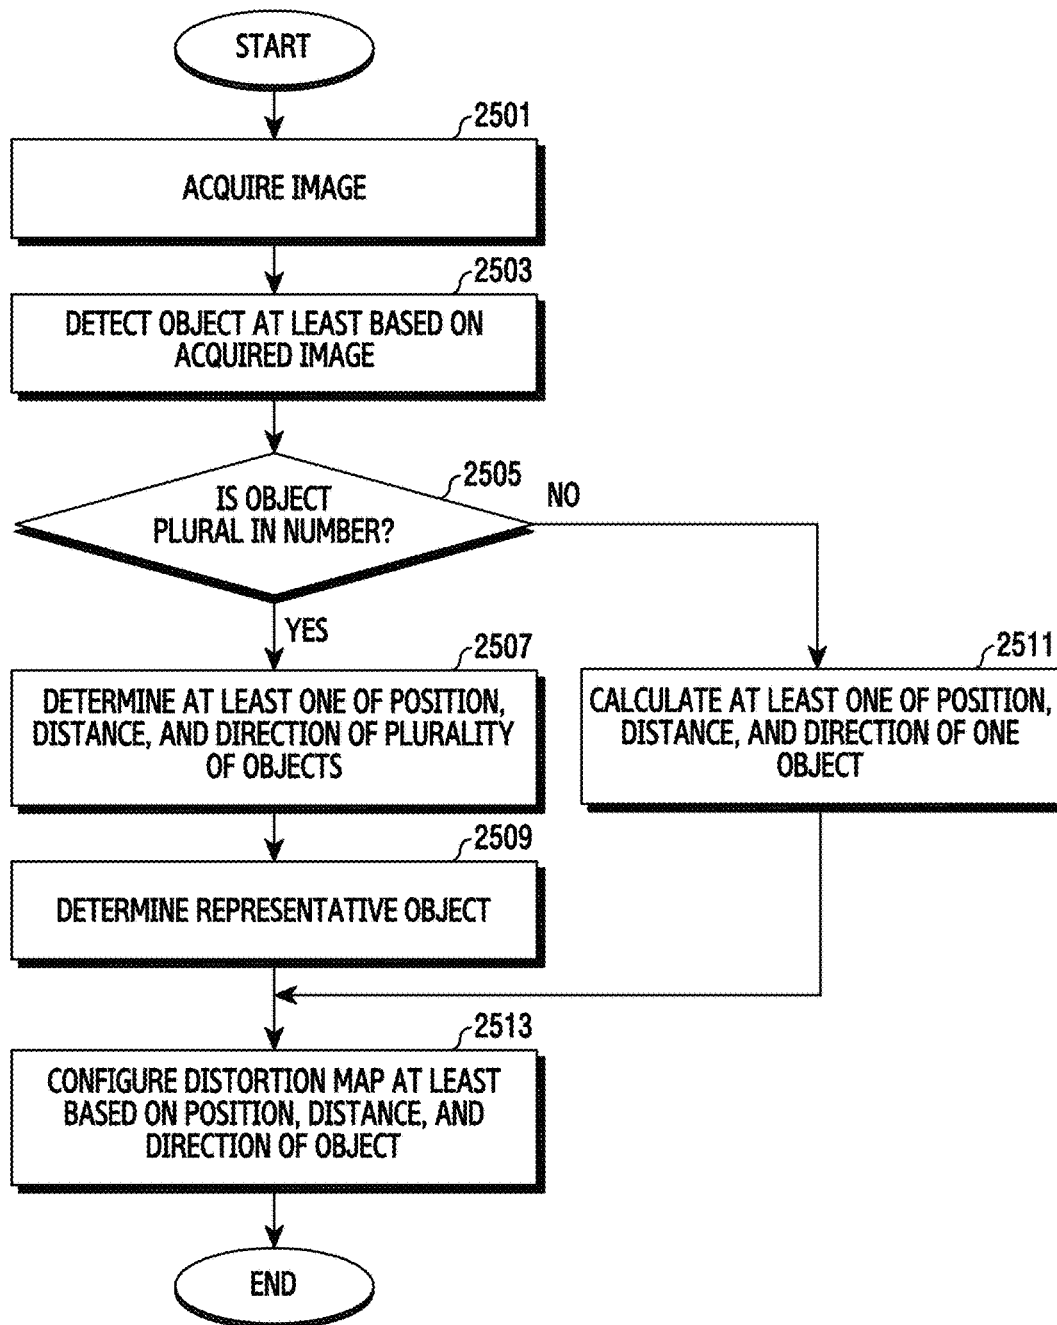 START
2501
ACQUIRE IMAGE
2503
DETECT OBJECT AT LEAST BASED ON
ACQUIRED IMAGE
2505
IS OBJECT
PLURAL IN NUMBER?
NO
YES
2507
DETERMINE AT LEAST ONE OF POSITION,
DISTANCE, AND DIRECTION OF PLURALITY
OF OBJECTS
2511
CALCULATE AT LEAST ONE OF POSITION,
DISTANCE, AND DIRECTION OF ONE
OBJECT
2509
DETERMINE REPRESENTATIVE OBJECT
2513
CONFIGURE DISTORTION MAP AT LEAST
BASED ON POSITION, DISTANCE, AND
DIRECTION OF OBJECT
END